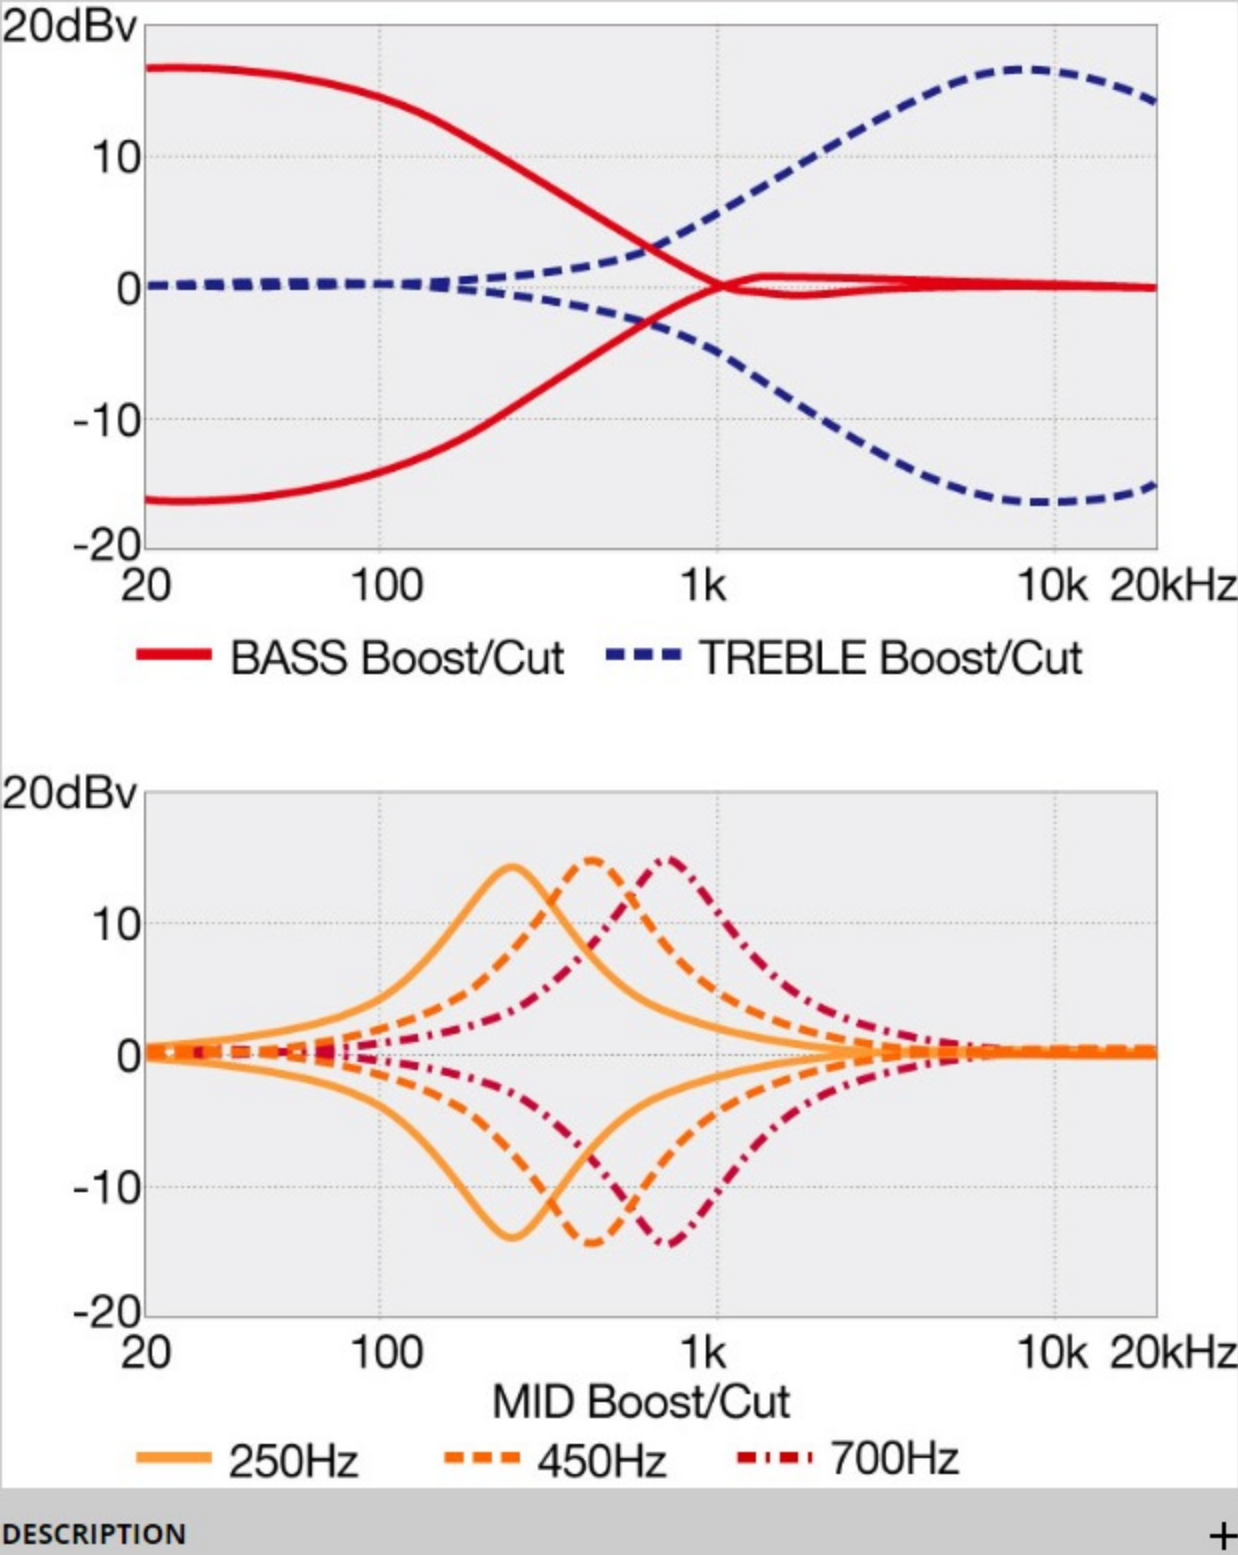 20dBv
10
0
-10
-20
20 100 1k 10k 20kHz
BASS Boost/Cut TREBLE Boost/Cut
20dBv
10
0
-10
-20
20 100 1k 10k 20kHz
MID Boost/Cut
250Hz 450Hz 700Hz
DESCRIPTION +